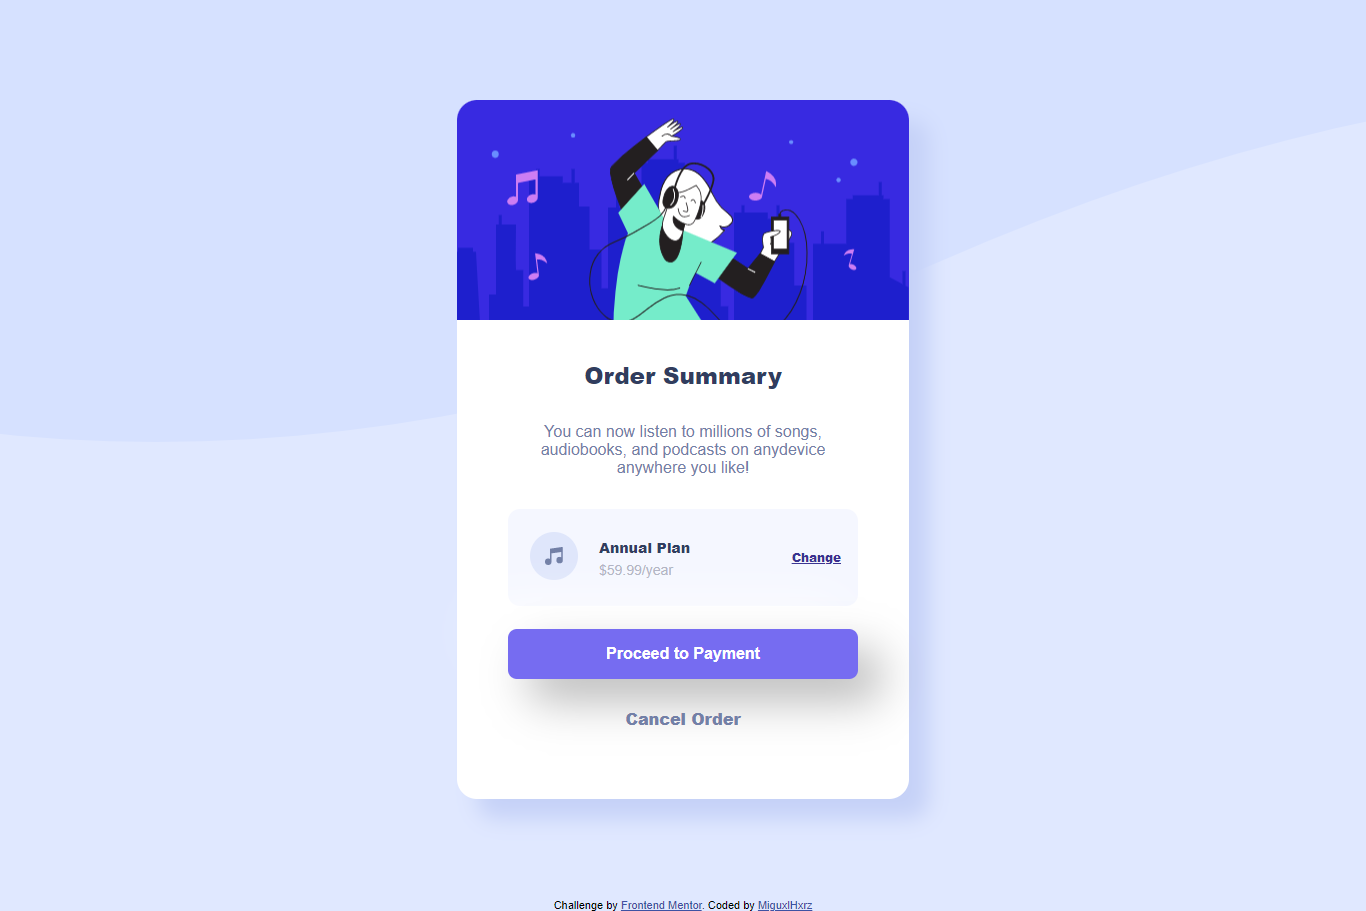 Order Summary
You can now listen to millions of songs,
audiobooks, and podcasts on anydevice
anywhere you like!
Annual Plan
$59.99/year
Change
Proceed to Payment
Cancel Order
Challenge by Frontend Mentor. Coded by MiguxlHxrz